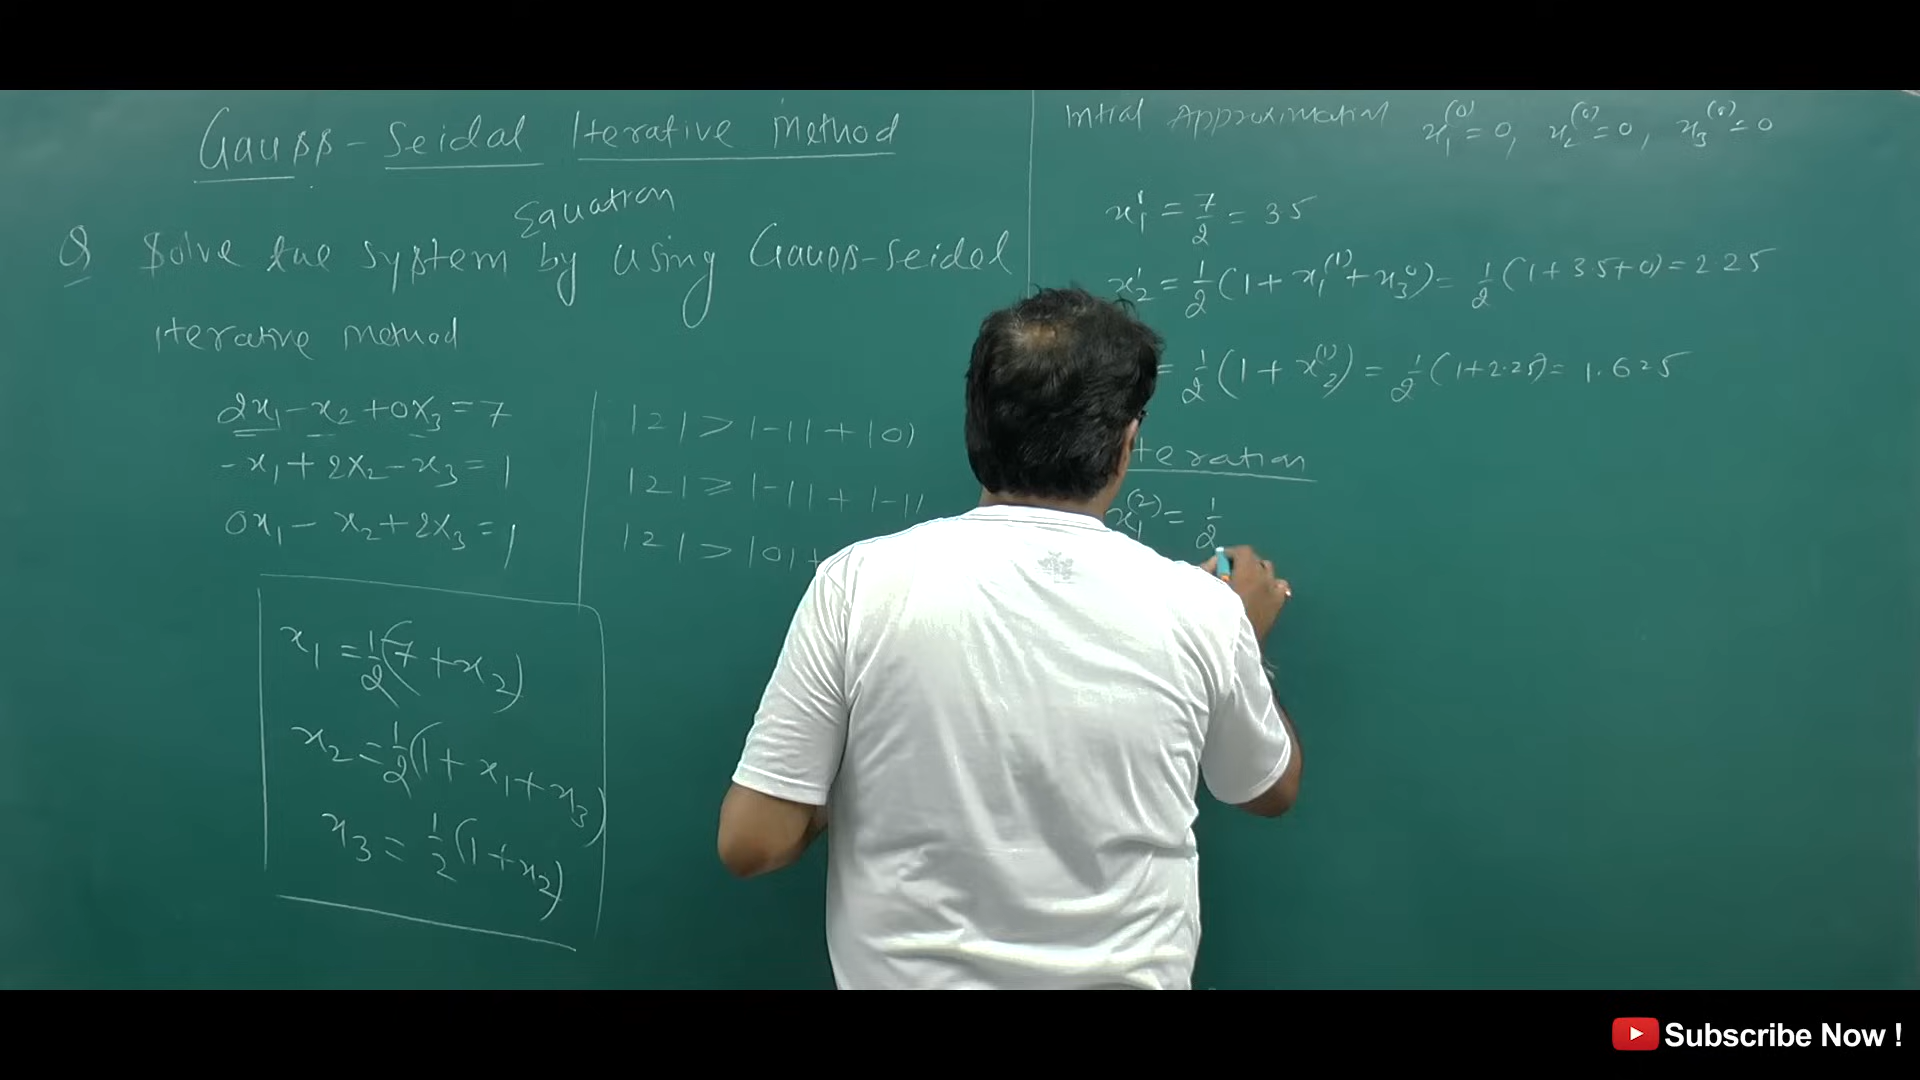 Gauss-Seidal Iterative Method
Equation
Q Solve the system by using Gauss-Seidel
Iterative method
2x₁ - x₂ + 0x₃ = 7
-x₁ + 2x₂ - x₃ = 1
0x₁ - x₂ + 2x₃ = 1
|2| > |-1| + |0|
|2| ≥ |-1| + |-1|
|2| > |0| +
x₁ = 1/2 (7 + x₂)
x₂ = 1/2 (1 + x₁ + x₃)
x₃ = 1/2 (1 + x₂)
Initial Approximation x₁⁽⁰⁾ = 0, x₂⁽⁰⁾ = 0, x₃⁽⁰⁾ = 0
x₁¹ = 7/2 = 3.5
x₂¹ = 1/2 (1 + x₁⁽¹⁾ + x₃⁰) = 1/2 (1 + 3.5 + 0) = 2.25
= 1/2 (1 + x₂⁽¹⁾) = 1/2 (1 + 2.25) = 1.625
teration
x₁⁽²⁾ = 1/2
Subscribe Now !